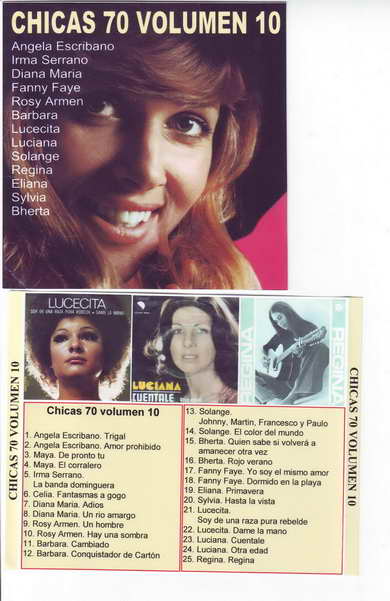 CHICAS 70 VOLUMEN 10
Angela Escribano
Irma Serrano
Diana Maria
Fanny Faye
Rosy Armen
Barbara
Lucecita
Luciana
Solange
Regina
Eliana
Sylvia
Bherta
LUCECITA
SOY DE UNA RAZA PURA REBELDE - DAME LA MANO
LUCIANA
CUENTALE
REGINA
REGINA
CHICAS 70 VOLUMEN 10
CHICAS 70 VOLUMEN 10
Chicas 70 volumen 10
1. Angela Escribano. Trigal
2. Angela Escribano. Amor prohibido
3. Maya. De pronto tu
4. Maya. El corralero
5. Irma Serrano.
La banda dominguera
6. Celia. Fantasmas a gogo
7. Diana Maria. Adios
8. Diana Maria. Un rio amargo
9. Rosy Armen. Un hombre
10. Rosy Armen. Hay una sombra
11. Barbara. Cambiado
12. Barbara. Conquistador de Cartón
13. Solange.
Johnny, Martin, Francesco y Paulo
14. Solange. El color del mundo
15. Bherta. Quien sabe si volverá a
amanecer otra vez
16. Bherta. Rojo verano
17. Fanny Faye. Yo soy el mismo amor
18. Fanny Faye. Dormido en la playa
19. Eliana. Primavera
20. Sylvia. Hasta la vista
21. Lucecita.
Soy de una raza pura rebelde
22. Lucecita. Dame la mano
23. Luciana. Cuentale
24. Luciana. Otra edad
25. Regina. Regina